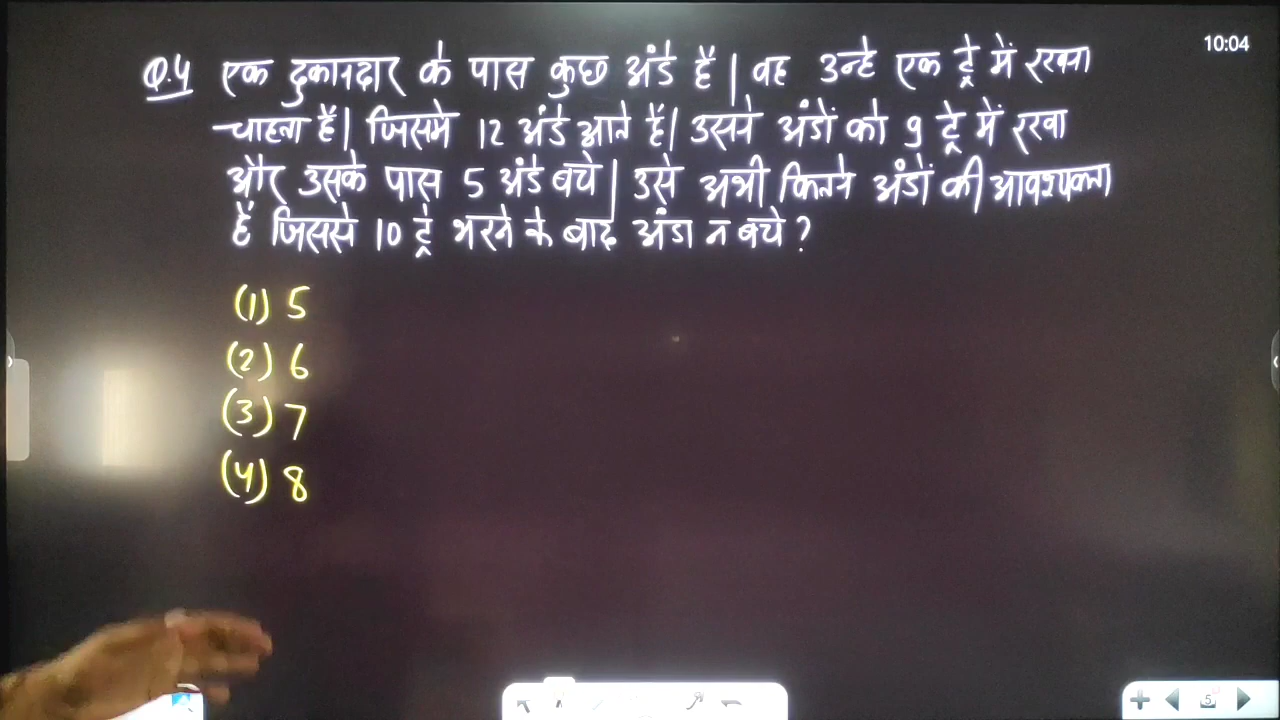 10:04
Q.4 एक दुकानदार के पास कुछ अंडे हैं | वह उन्हे एक ट्रे में रखना
चाहता हैं | जिसमे 12 अंडे आते हैं | उसने अंडों को 9 ट्रे में रखा
और उसके पास 5 अंडे बचे | उसे अभी कितने अंडों की आवश्यकता
हैं जिससे 10 ट्रे भरने के बाद अंडा न बचे ?
(1) 5
(2) 6
(3) 7
(4) 8
5